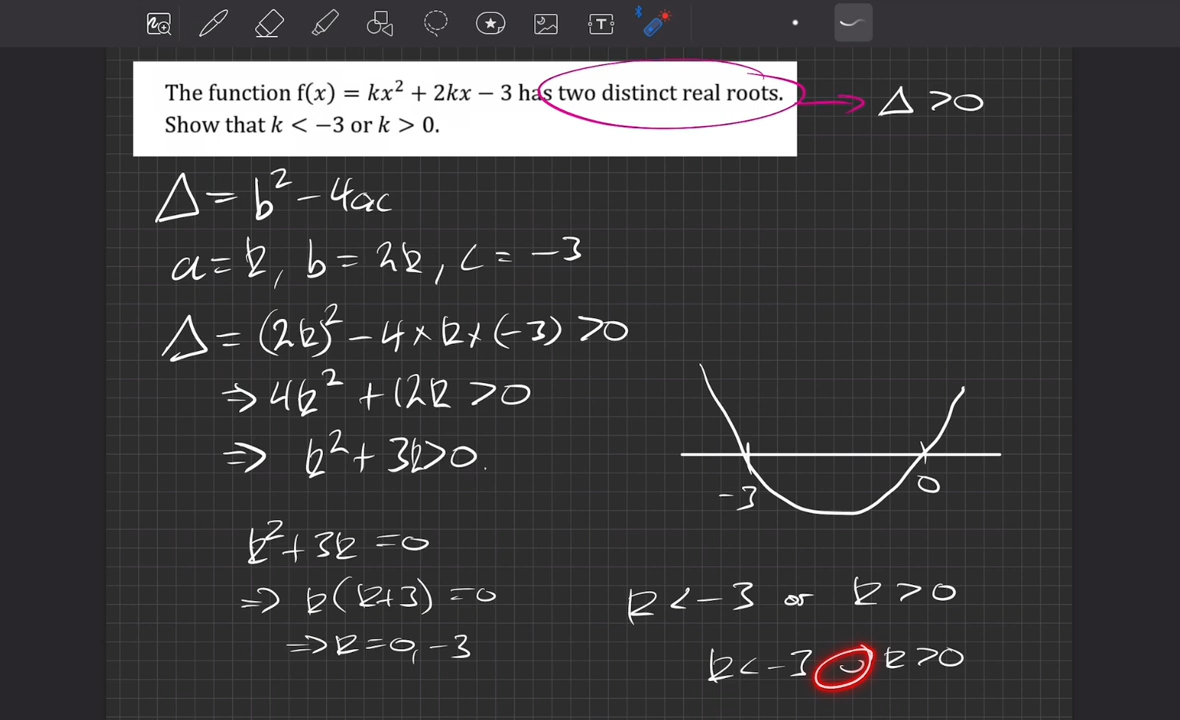 The function f(x) = kx² + 2kx − 3 has two distinct real roots.
Show that k < −3 or k > 0.
Δ > 0
Δ = b² − 4ac
a = k, b = 2k, c = −3
Δ = (2k)² − 4 × k × (−3) > 0
⇒ 4k² + 12k > 0
⇒ k² + 3k > 0.
k² + 3k = 0
⇒ k(k+3) = 0
⇒ k = 0, −3
−3
0
k < −3 or k > 0
k < −3 ∪ k > 0
T